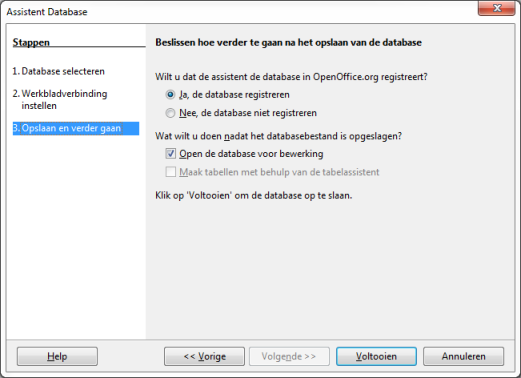 Assistent Database
Stappen
1. Database selecteren
2. Werkbladverbinding
instellen
3. Opslaan en verder gaan
Beslissen hoe verder te gaan na het opslaan van de database
Wilt u dat de assistent de database in OpenOffice.org registreert?
Ja, de database registreren
Nee, de database niet registreren
Wat wilt u doen nadat het databasebestand is opgeslagen?
Open de database voor bewerking
Maak tabellen met behulp van de tabelassistent
Klik op 'Voltooien' om de database op te slaan.
Help
<< Vorige
Volgende >>
Voltooien
Annuleren